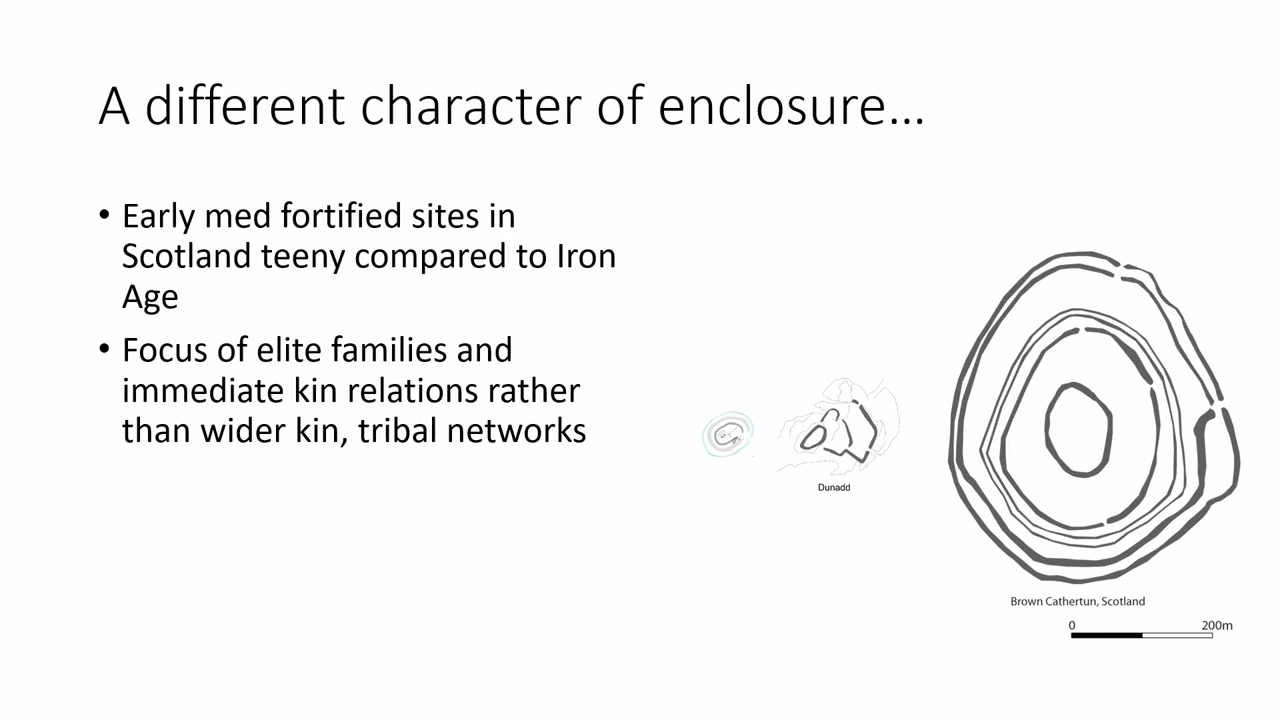 A different character of enclosure…
• Early med fortified sites in
Scotland teeny compared to Iron
Age
• Focus of elite families and
immediate kin relations rather
than wider kin, tribal networks
Dunadd
Brown Cathertun, Scotland
0 200m